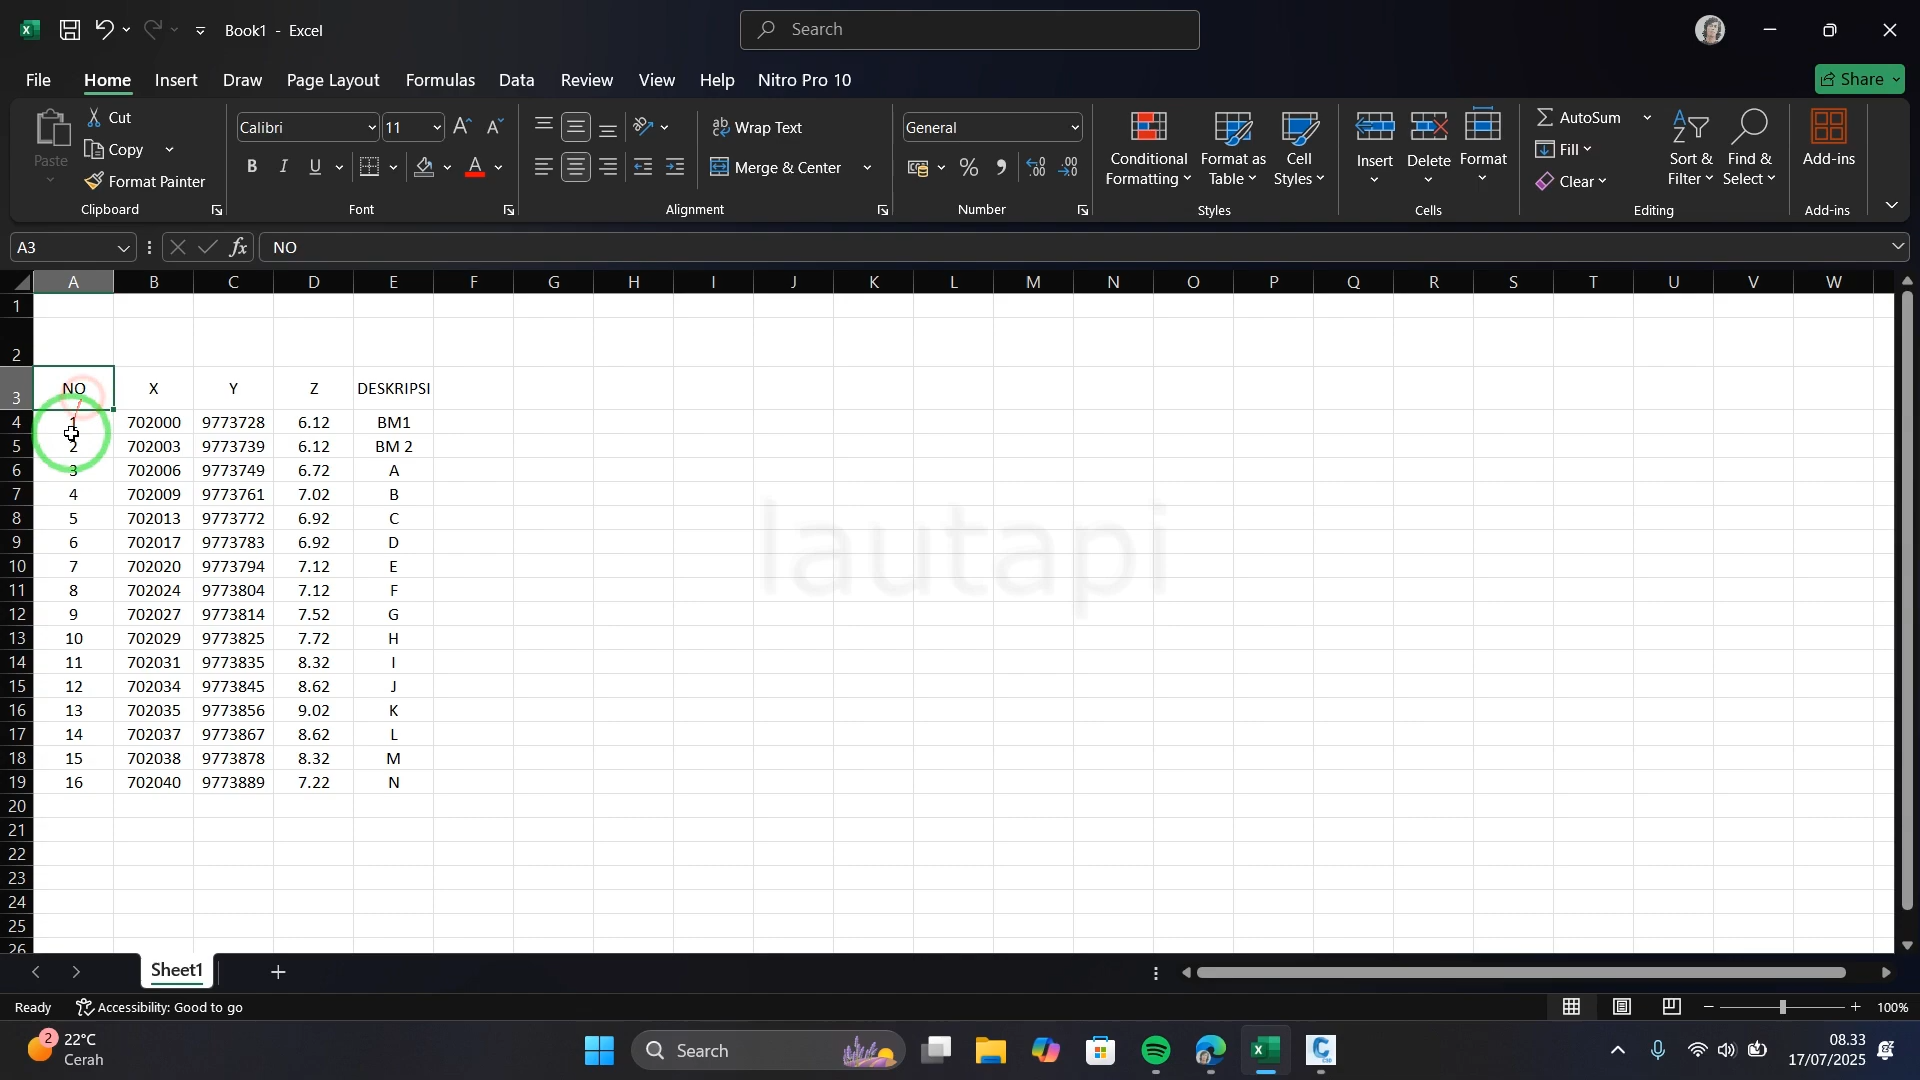 Book1 - Excel
Search
File Home Insert Draw Page Layout Formulas Data Review View Help Nitro Pro 10
Share
Paste
Cut
Copy
Format Painter
Clipboard
Calibri 11
B I U
Font
Wrap Text
Merge & Center
Alignment
General
Number
Conditional Formatting
Format as Table
Cell Styles
Styles
Insert
Delete
Format
Cells
AutoSum
Fill
Clear
Sort & Filter
Find & Select
Editing
Add-ins
Add-ins
A3 fx NO
A B C D E F G H I J K L M N O P Q R S T U V W
1
2
3 NO X Y Z DESKRIPSI
4 1 702000 9773728 6.12 BM1
5 2 702003 9773739 6.12 BM 2
6 3 702006 9773749 6.72 A
7 4 702009 9773761 7.02 B
8 5 702013 9773772 6.92 C
9 6 702017 9773783 6.92 D
10 7 702020 9773794 7.12 E
11 8 702024 9773804 7.12 F
12 9 702027 9773814 7.52 G
13 10 702029 9773825 7.72 H
14 11 702031 9773835 8.32 I
15 12 702034 9773845 8.62 J
16 13 702035 9773856 9.02 K
17 14 702037 9773867 8.62 L
18 15 702038 9773878 8.32 M
19 16 702040 9773889 7.22 N
20
21
22
23
24
25
26
lautapi
Sheet1
Ready Accessibility: Good to go
100%
2
22°C
Cerah
Search
08.33
17/07/2025